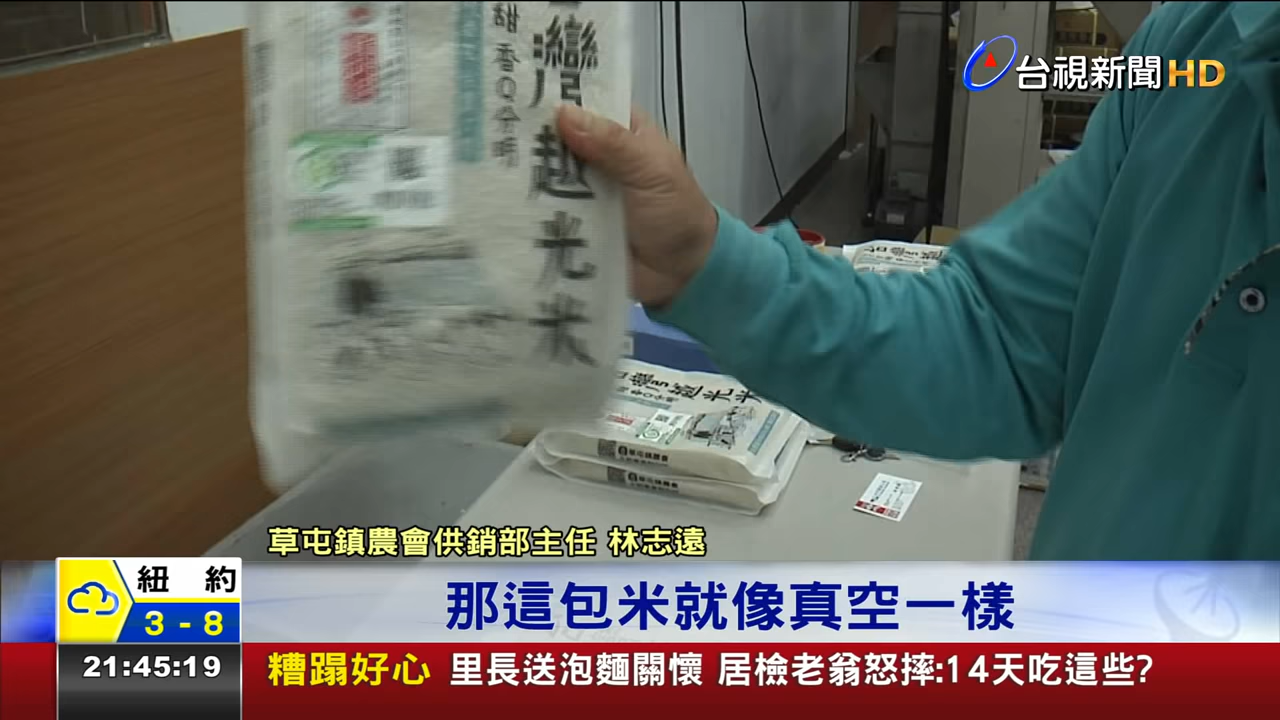 台視新聞HD
灣越光米
甜香Q分明
草屯鎮農會供銷部主任 林志遠
紐約
3-8
那這包米就像真空一樣
21:45:19
糟蹋好心 里長送泡麵關懷 居檢老翁怒摔:14天吃這些?